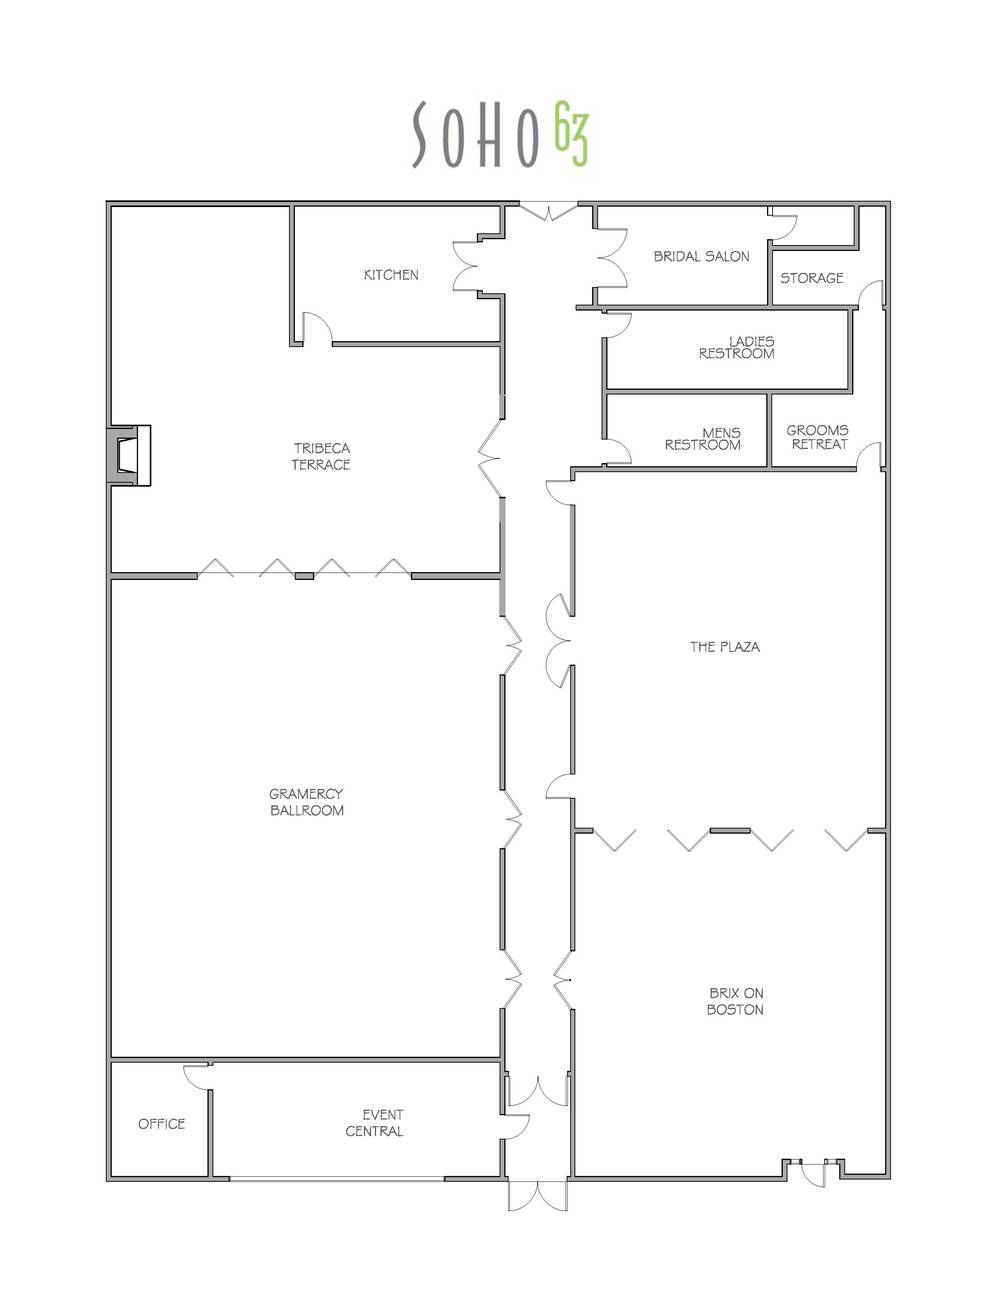 SOHO 63
KITCHEN
BRIDAL SALON
STORAGE
LADIES
RESTROOM
MENS
RESTROOM
GROOMS
RETREAT
TRIBECA
TERRACE
THE PLAZA
GRAMERCY
BALLROOM
BRIX ON
BOSTON
OFFICE
EVENT
CENTRAL